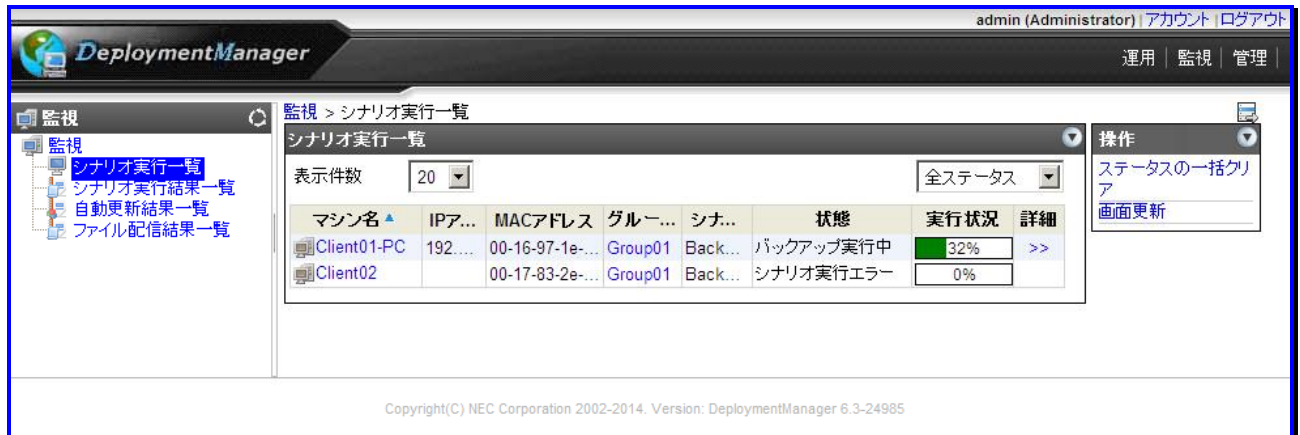 admin (Administrator) | アカウント | ログアウト
DeploymentManager
運用 | 監視 | 管理 |
監視
監視
シナリオ実行一覧
シナリオ実行結果一覧
自動更新結果一覧
ファイル配信結果一覧
監視 > シナリオ実行一覧
シナリオ実行一覧
表示件数 20 全ステータス
マシン名 IPア... MACアドレス グルー... シナ... 状態 実行状況 詳細
Client01-PC 192.... 00-16-97-1e-... Group01 Back... バックアップ実行中 32% >>
Client02 00-17-83-2e-... Group01 Back... シナリオ実行エラー 0%
操作
ステータスの一括クリ
ア
画面更新
Copyright(C) NEC Corporation 2002-2014. Version: DeploymentManager 6.3-24985